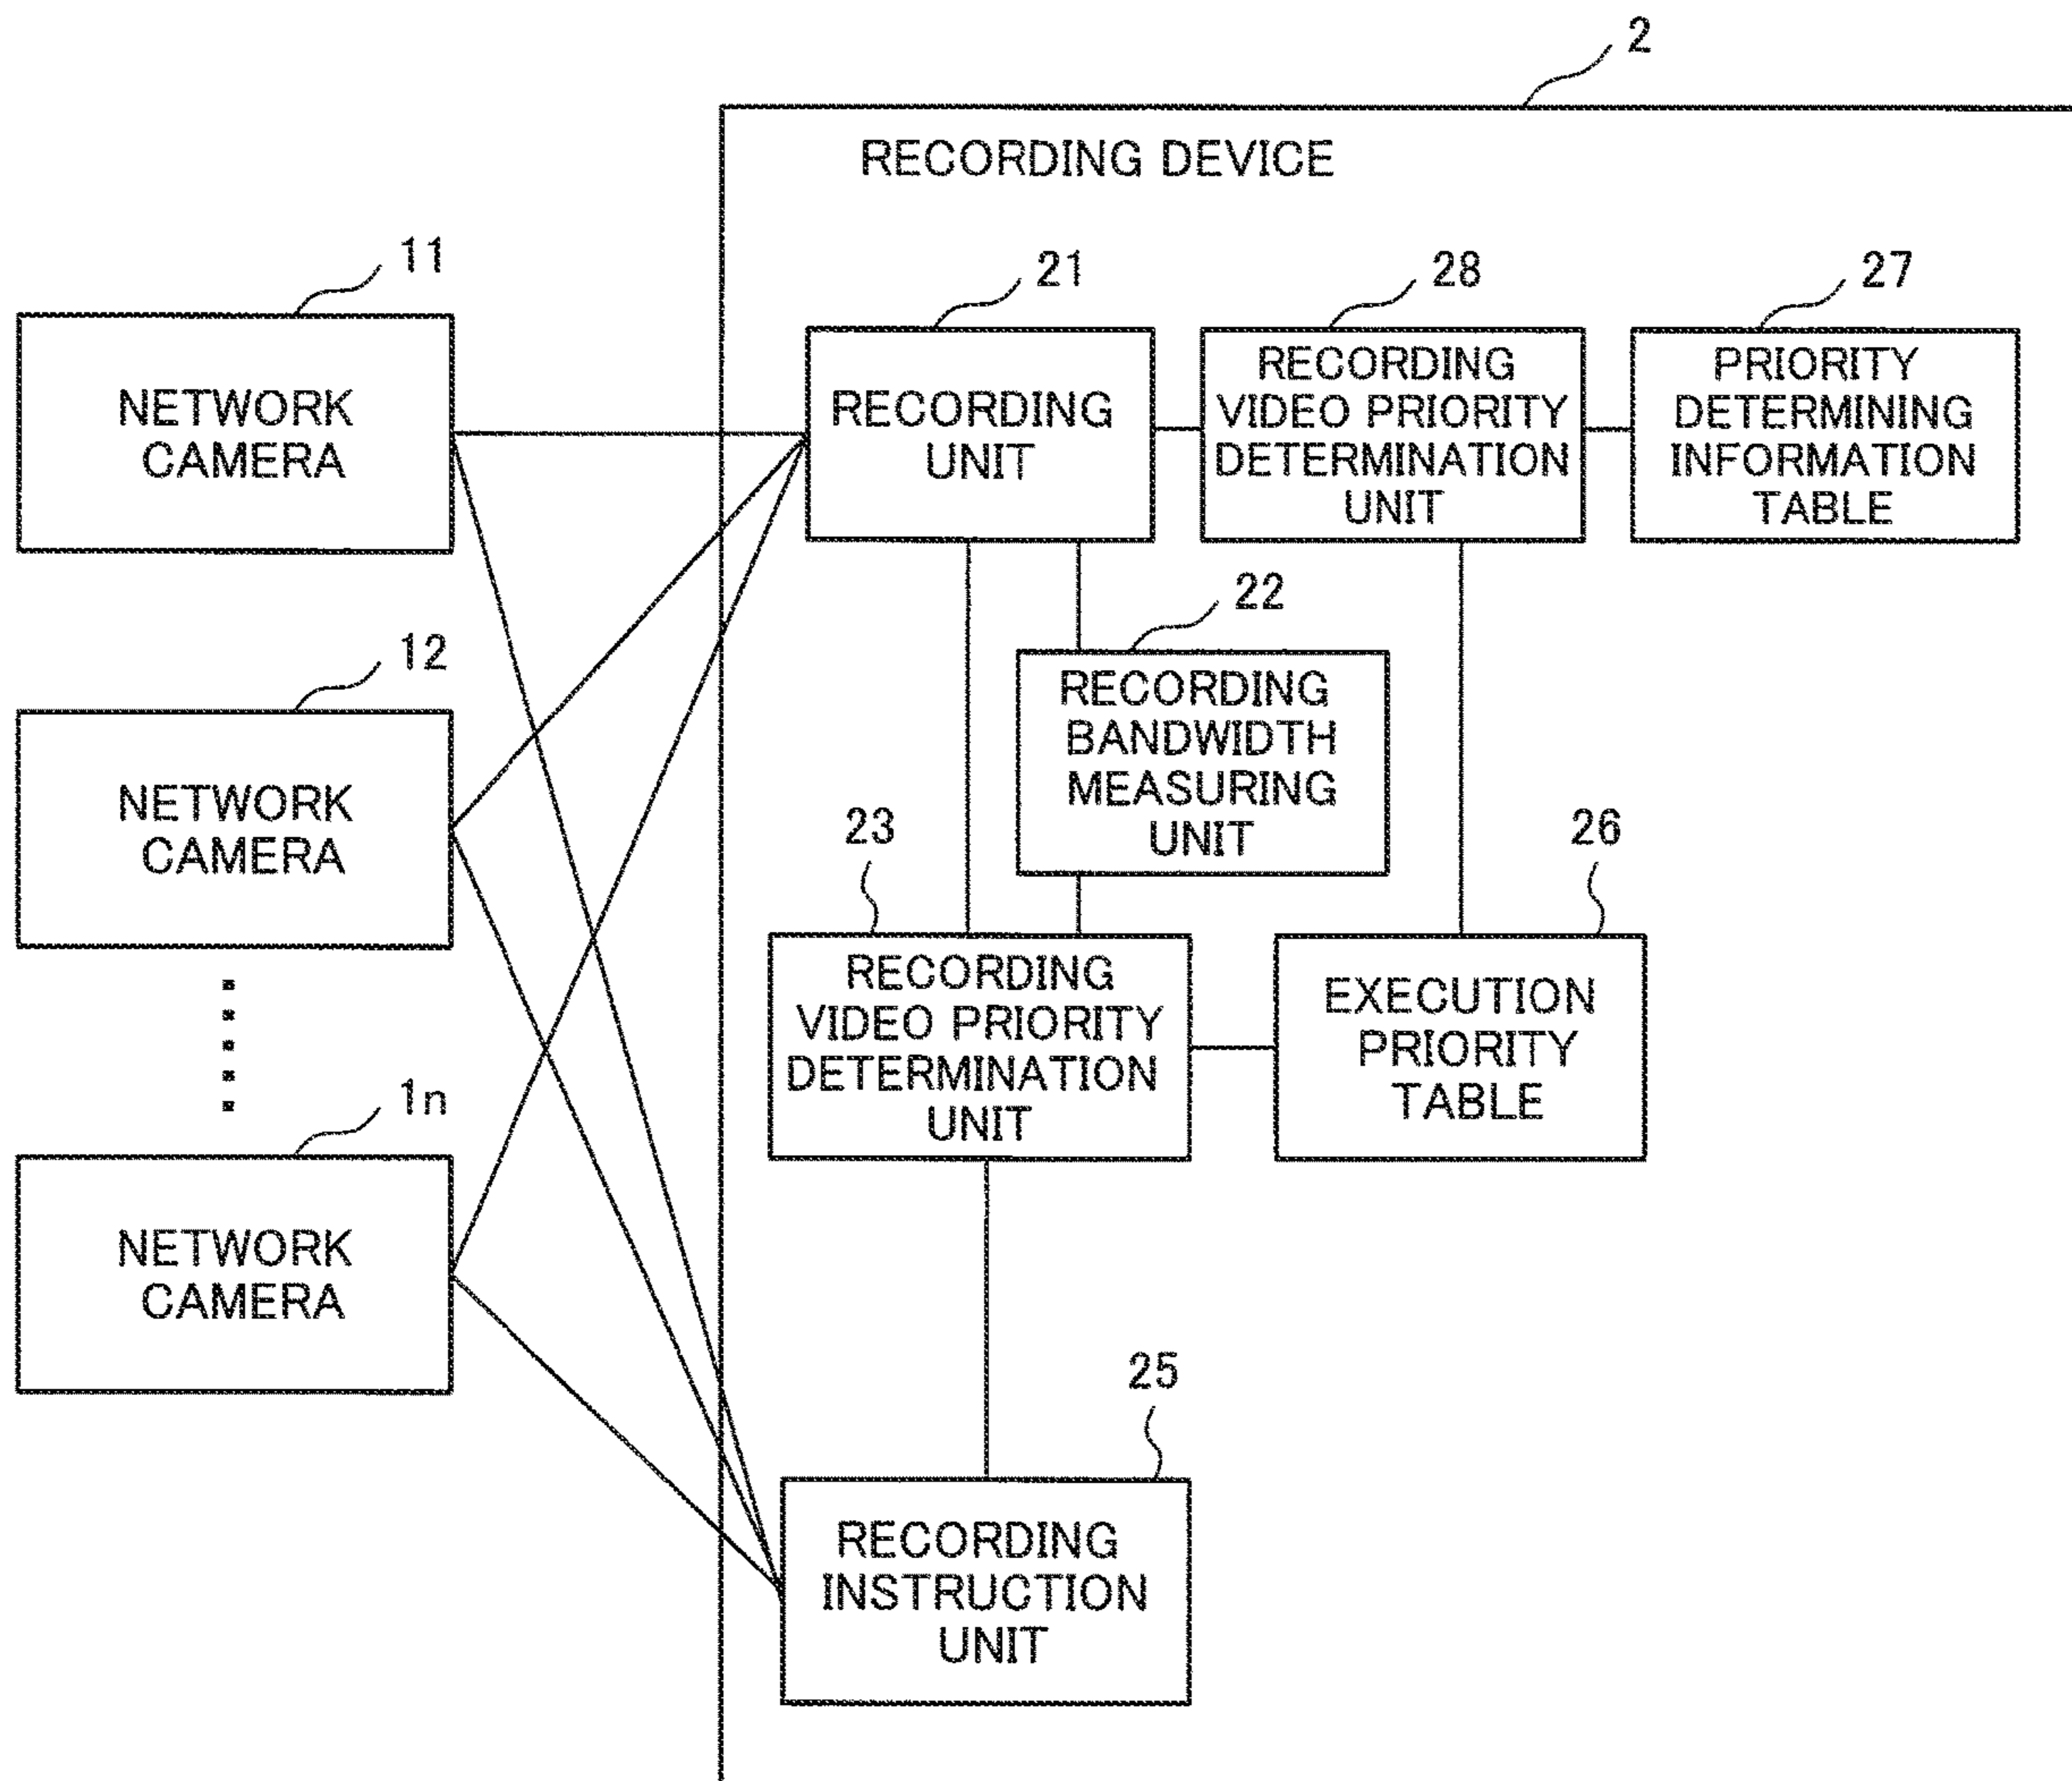 2
RECORDING DEVICE
11
NETWORK
CAMERA
12
NETWORK
CAMERA
1n
NETWORK
CAMERA
21
RECORDING
UNIT
28
RECORDING
VIDEO PRIORITY
DETERMINATION
UNIT
27
PRIORITY
DETERMINING
INFORMATION
TABLE
22
RECORDING
BANDWIDTH
MEASURING
UNIT
23
RECORDING
VIDEO PRIORITY
DETERMINATION
UNIT
26
EXECUTION
PRIORITY
TABLE
25
RECORDING
INSTRUCTION
UNIT